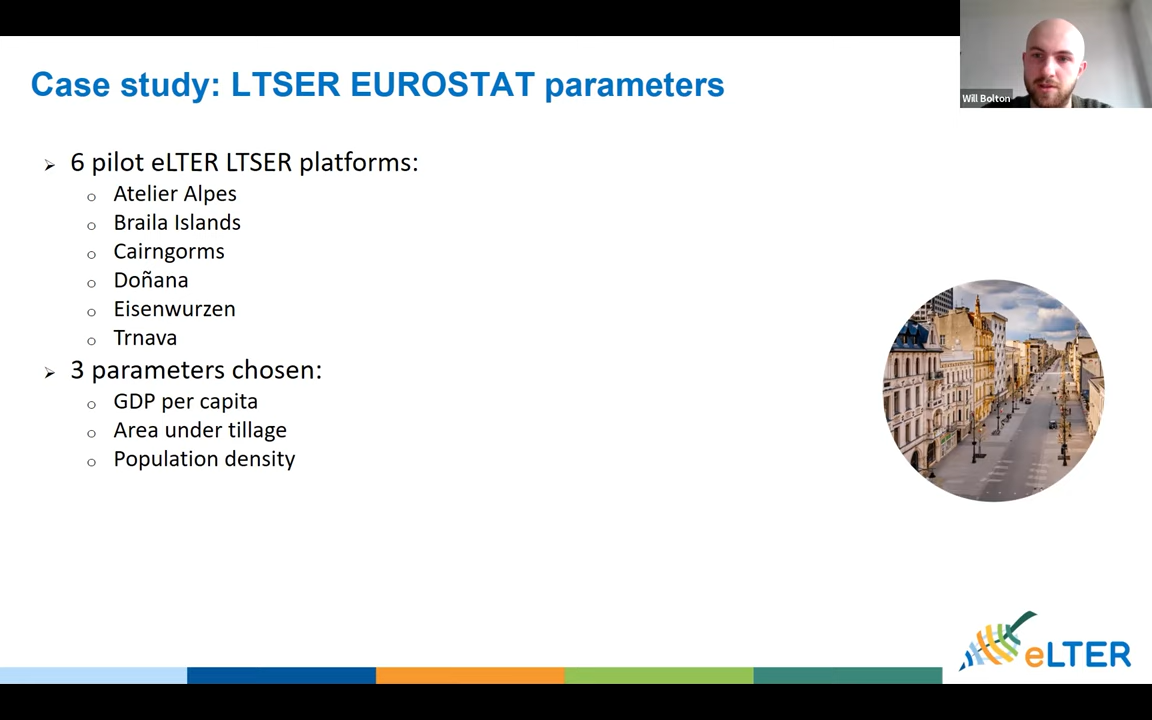 Case study: LTSER EUROSTAT parameters
Will Bolton
6 pilot eLTER LTSER platforms:
Atelier Alpes
Braila Islands
Cairngorms
Doñana
Eisenwurzen
Trnava
3 parameters chosen:
GDP per capita
Area under tillage
Population density
eLTER